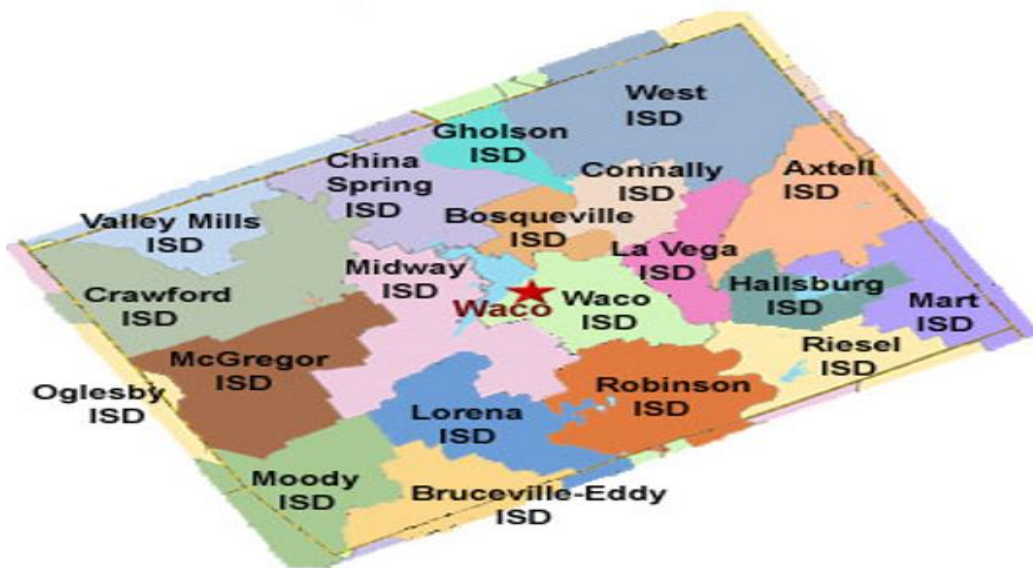 West
ISD
Gholson
ISD
China
Spring
ISD
Connally
ISD
Axtell
ISD
Valley Mills
ISD
Bosqueville
ISD
La Vega
ISD
Midway
ISD
Hallsburg
ISD
Crawford
ISD
Waco
Waco
ISD
Mart
ISD
McGregor
ISD
Riesel
ISD
Oglesby
ISD
Robinson
ISD
Lorena
ISD
Moody
ISD
Bruceville-Eddy
ISD